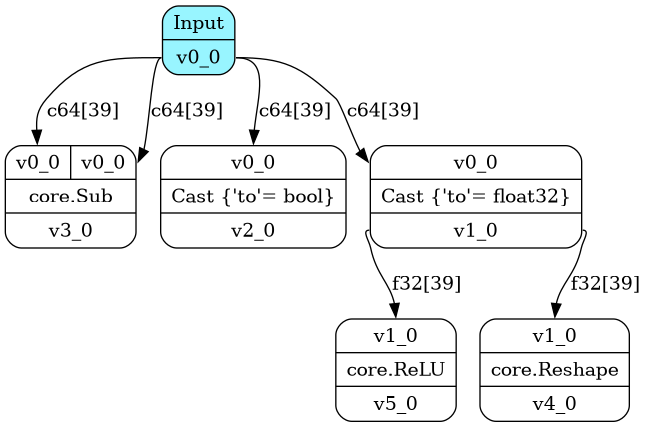 Input
v0_0
c64[39] c64[39] c64[39] c64[39]
v0_0 v0_0
core.Sub
v3_0
v0_0
Cast {'to'= bool}
v2_0
v0_0
Cast {'to'= float32}
v1_0
f32[39] f32[39]
v1_0
core.ReLU
v5_0
v1_0
core.Reshape
v4_0